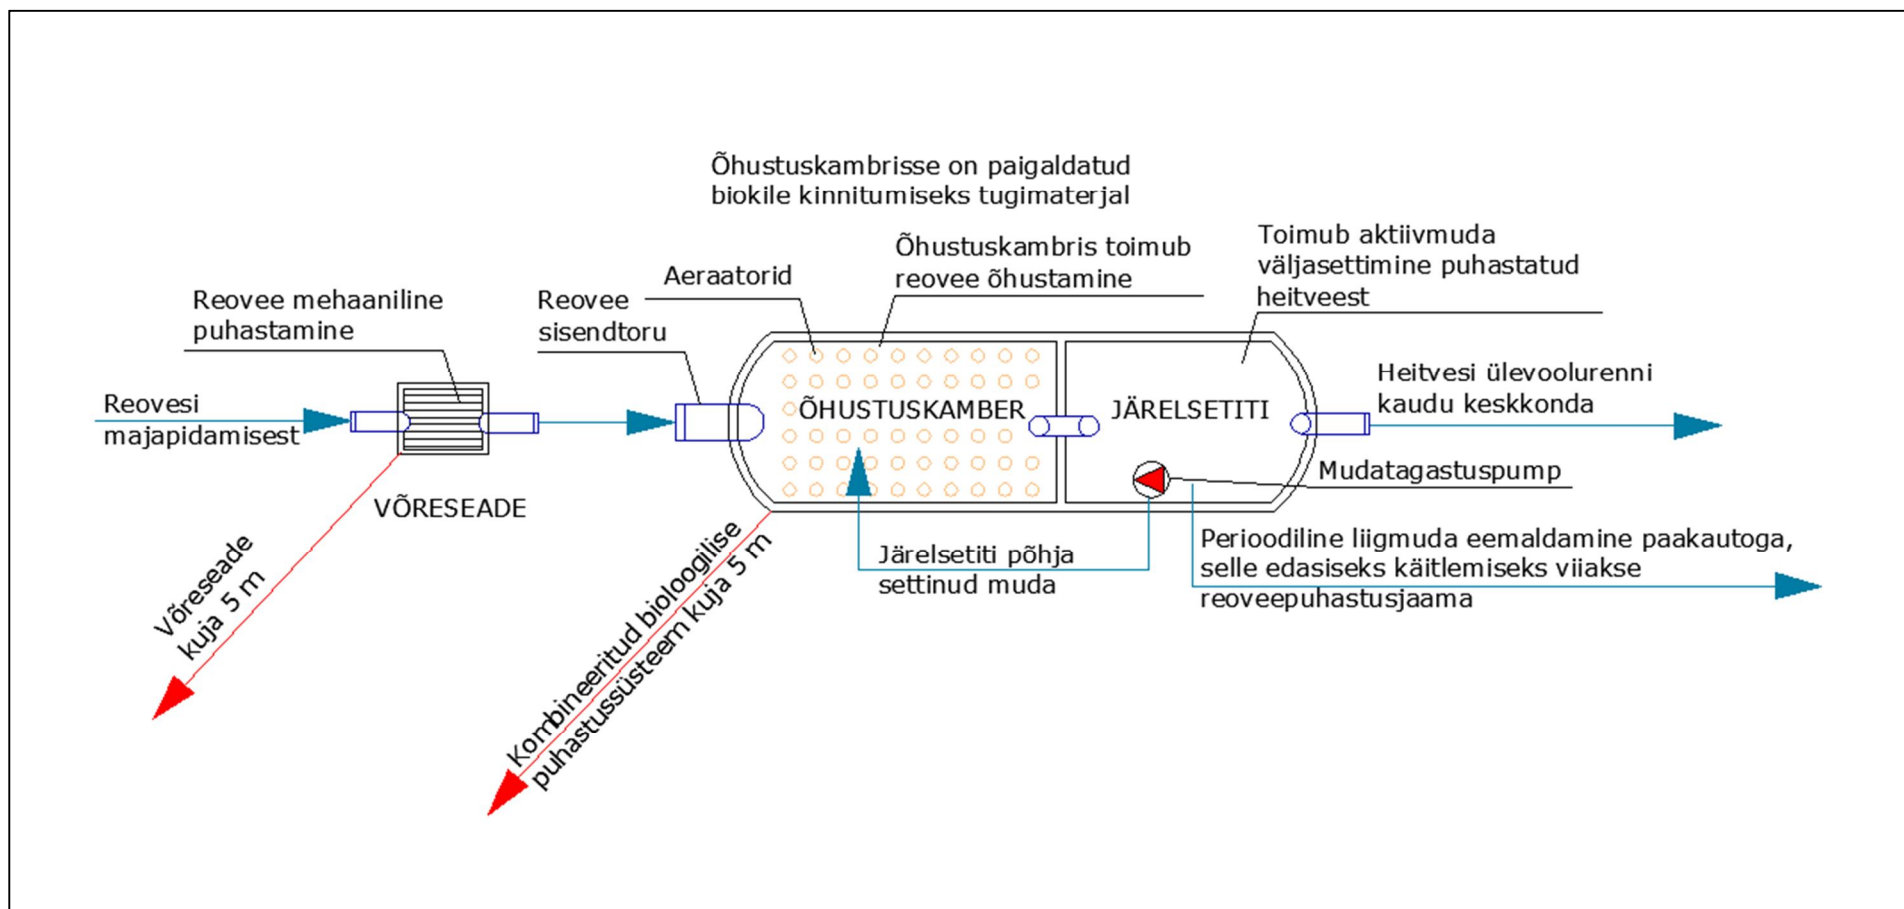 Õhustuskambrisse on paigaldatud
biokile kinnitumiseks tugimaterjal
Reovee mehaaniline
puhastamine
Reovee
sisendtoru
Aeraatorid
Õhustuskambris toimub
reovee õhustamine
Toimub aktiivmuda
väljasettimine puhastatud
heitveest
Reovesi
majapidamisest
ÕHUSTUSKAMBER
JÄRELSETITI
Heitvesi ülevoolurenni
kaudu keskkonda
Mudatagastuspump
VÕRESEADE
Võreseade
kuja 5 m
Kombineeritud bioloogilise
puhastussüsteem kuja 5 m
Järelsetiti põhja
settinud muda
Perioodiline liigmuda eemaldamine paakautoga,
selle edasiseks käitlemiseks viiakse
reoveepuhastusjaama